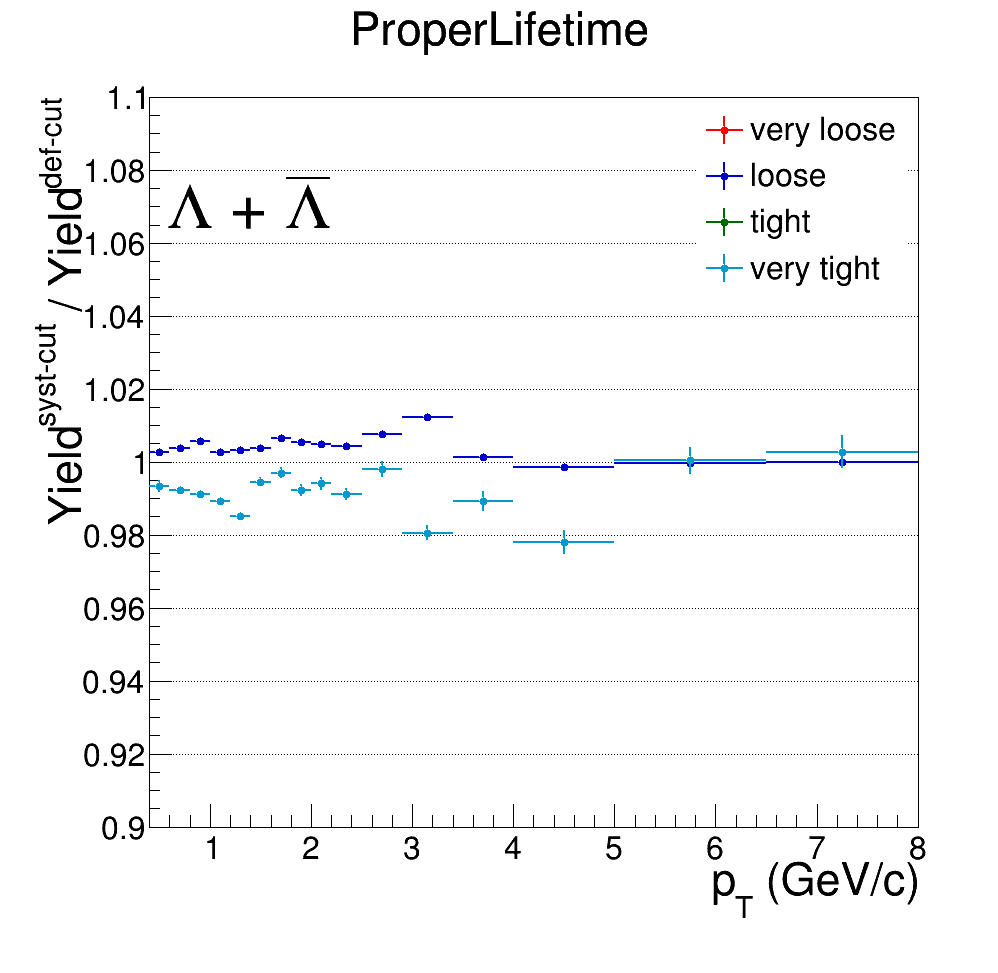 ProperLifetime
Yield^syst-cut / Yield^def-cut
1.1
1.08
1.06
1.04
1.02
1
0.98
0.96
0.94
0.92
0.9
Λ + Λ̅
very loose
loose
tight
very tight
1 2 3 4 5 6 7 8
p_T (GeV/c)